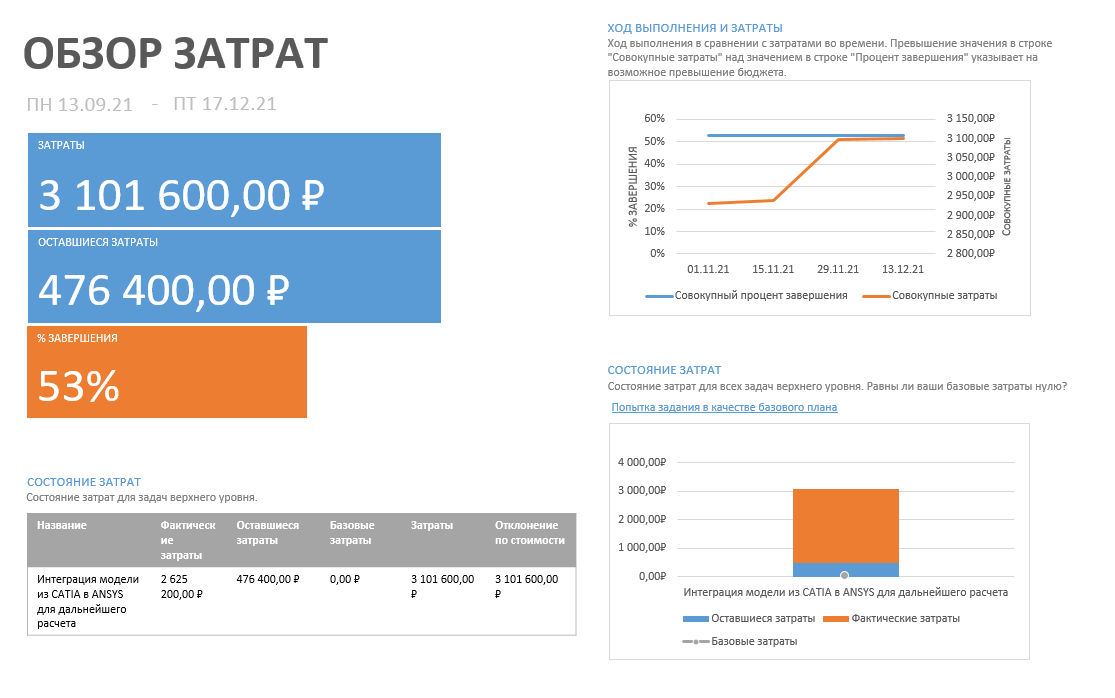 ОБЗОР ЗАТРАТ
ПН 13.09.21 - ПТ 17.12.21
ЗАТРАТЫ
3 101 600,00 ₽
ОСТАВШИЕСЯ ЗАТРАТЫ
476 400,00 ₽
% ЗАВЕРШЕНИЯ
53%
СОСТОЯНИЕ ЗАТРАТ
Состояние затрат для задач верхнего уровня.
Название Фактические затраты Оставшиеся затраты Базовые затраты Затраты Отклонение по стоимости
Интеграция модели 2 625 476 400,00 ₽ 0,00 ₽ 3 101 600,00 3 101 600,00
из CATIA в ANSYS 200,00 ₽ ₽ ₽
для дальнейшего
расчета
ХОД ВЫПОЛНЕНИЯ И ЗАТРАТЫ
Ход выполнения в сравнении с затратами во времени. Превышение значения в строке
"Совокупные затраты" над значением в строке "Процент завершения" указывает на
возможное превышение бюджета.
% ЗАВЕРШЕНИЯ
60% 3 150,00₽
50% 3 100,00₽
40% 3 050,00₽
30% 3 000,00₽
20% 2 950,00₽
10% 2 900,00₽
0% 2 850,00₽
2 800,00₽
Совокупные затраты
01.11.21 15.11.21 29.11.21 13.12.21
Совокупный процент завершения Совокупные затраты
СОСТОЯНИЕ ЗАТРАТ
Состояние затрат для всех задач верхнего уровня. Равны ли ваши базовые затраты нулю?
Попытка задания в качестве базового плана
4 000,00₽
3 000,00₽
2 000,00₽
1 000,00₽
0,00₽
Интеграция модели из CATIA в ANSYS для дальнейшего расчета
Оставшиеся затраты Фактические затраты
Базовые затраты